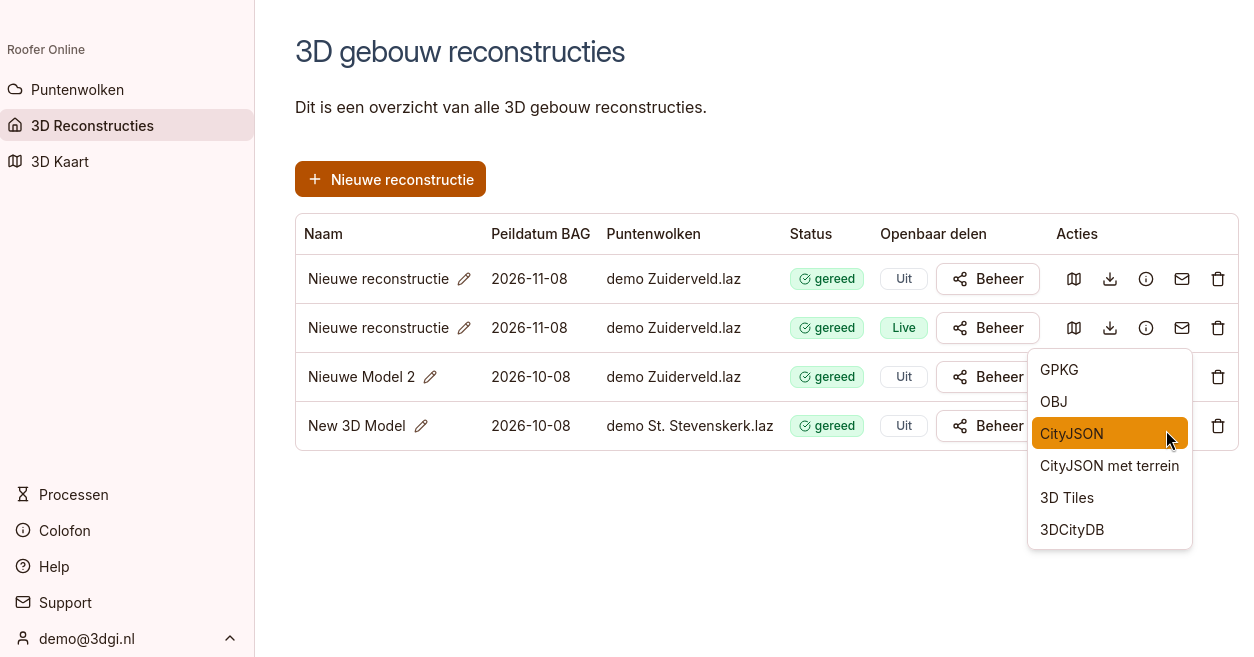 Roofer Online
Puntenwolken
3D Reconstructies
3D Kaart
Processen
Colofon
Help
Support
demo@3dgi.nl
3D gebouw reconstructies
Dit is een overzicht van alle 3D gebouw reconstructies.
Nieuwe reconstructie
Naam Peildatum BAG Puntenwolken Status Openbaar delen Acties
Nieuwe reconstructie 2026-11-08 demo Zuiderveld.laz gereed Uit Beheer
Nieuwe reconstructie 2026-11-08 demo Zuiderveld.laz gereed Live Beheer
Nieuwe Model 2 2026-10-08 demo Zuiderveld.laz gereed Uit Beheer
New 3D Model 2026-10-08 demo St. Stevenskerk.laz gereed Uit Beheer
GPKG
OBJ
CityJSON
CityJSON met terrein
3D Tiles
3DCityDB